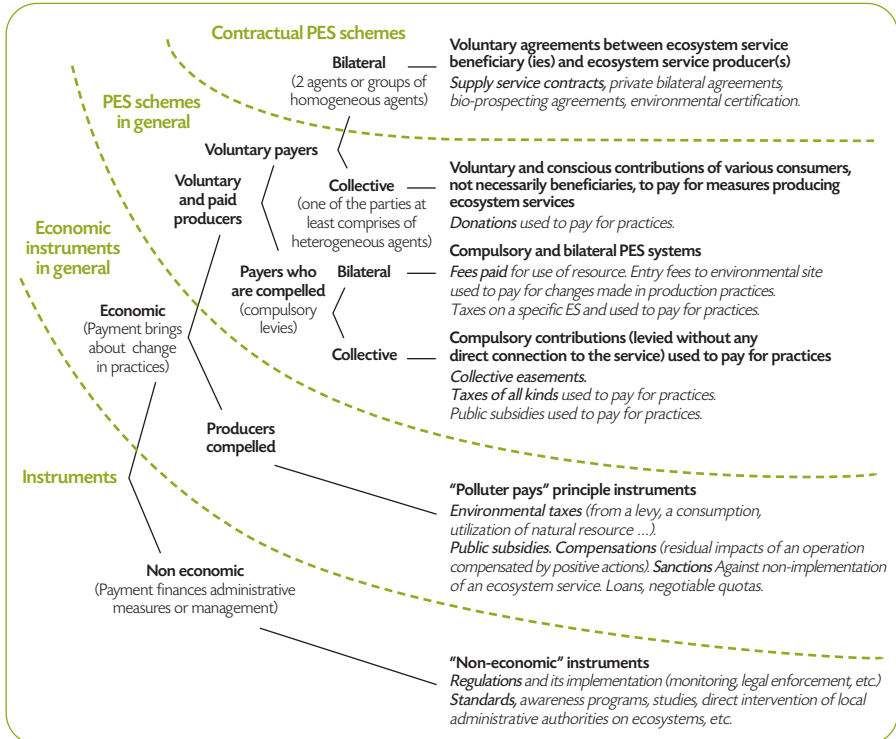 Contractual PES schemes
Bilateral
(2 agents or groups of
homogeneous agents)
Voluntary agreements between ecosystem service
beneficiary (ies) and ecosystem service producer(s)
Supply service contracts, private bilateral agreements,
bio-prospecting agreements, environmental certification.
PES schemes
in general
Voluntary payers
Voluntary
and paid
producers
Collective
(one of the parties at
least comprises of
heterogeneous agents)
Voluntary and conscious contributions of various consumers,
not necessarily beneficiaries, to pay for measures producing
ecosystem services
Donations used to pay for practices.
Economic
instruments
in general
Payers who
are compelled
(compulsory
levies)
Bilateral
Compulsory and bilateral PES systems
Fees paid for use of resource. Entry fees to environmental site
used to pay for changes made in production practices.
Taxes on a specific ES and used to pay for practices.
Economic
(Payment brings
about change
in practices)
Collective
Compulsory contributions (levied without any
direct connection to the service) used to pay for practices
Collective easements.
Taxes of all kinds used to pay for practices.
Public subsidies used to pay for practices.
Producers
compelled
Instruments
"Polluter pays" principle instruments
Environmental taxes (from a levy, a consumption,
utilization of natural resource ...).
Public subsidies. Compensations (residual impacts of an operation
compensated by positive actions). Sanctions Against non-implementation
of an ecosystem service. Loans, negotiable quotas.
Non economic
(Payment finances administrative
measures or management)
"Non-economic" instruments
Regulations and its implementation (monitoring, legal enforcement, etc.)
Standards, awareness programs, studies, direct intervention of local
administrative authorities on ecosystems, etc.